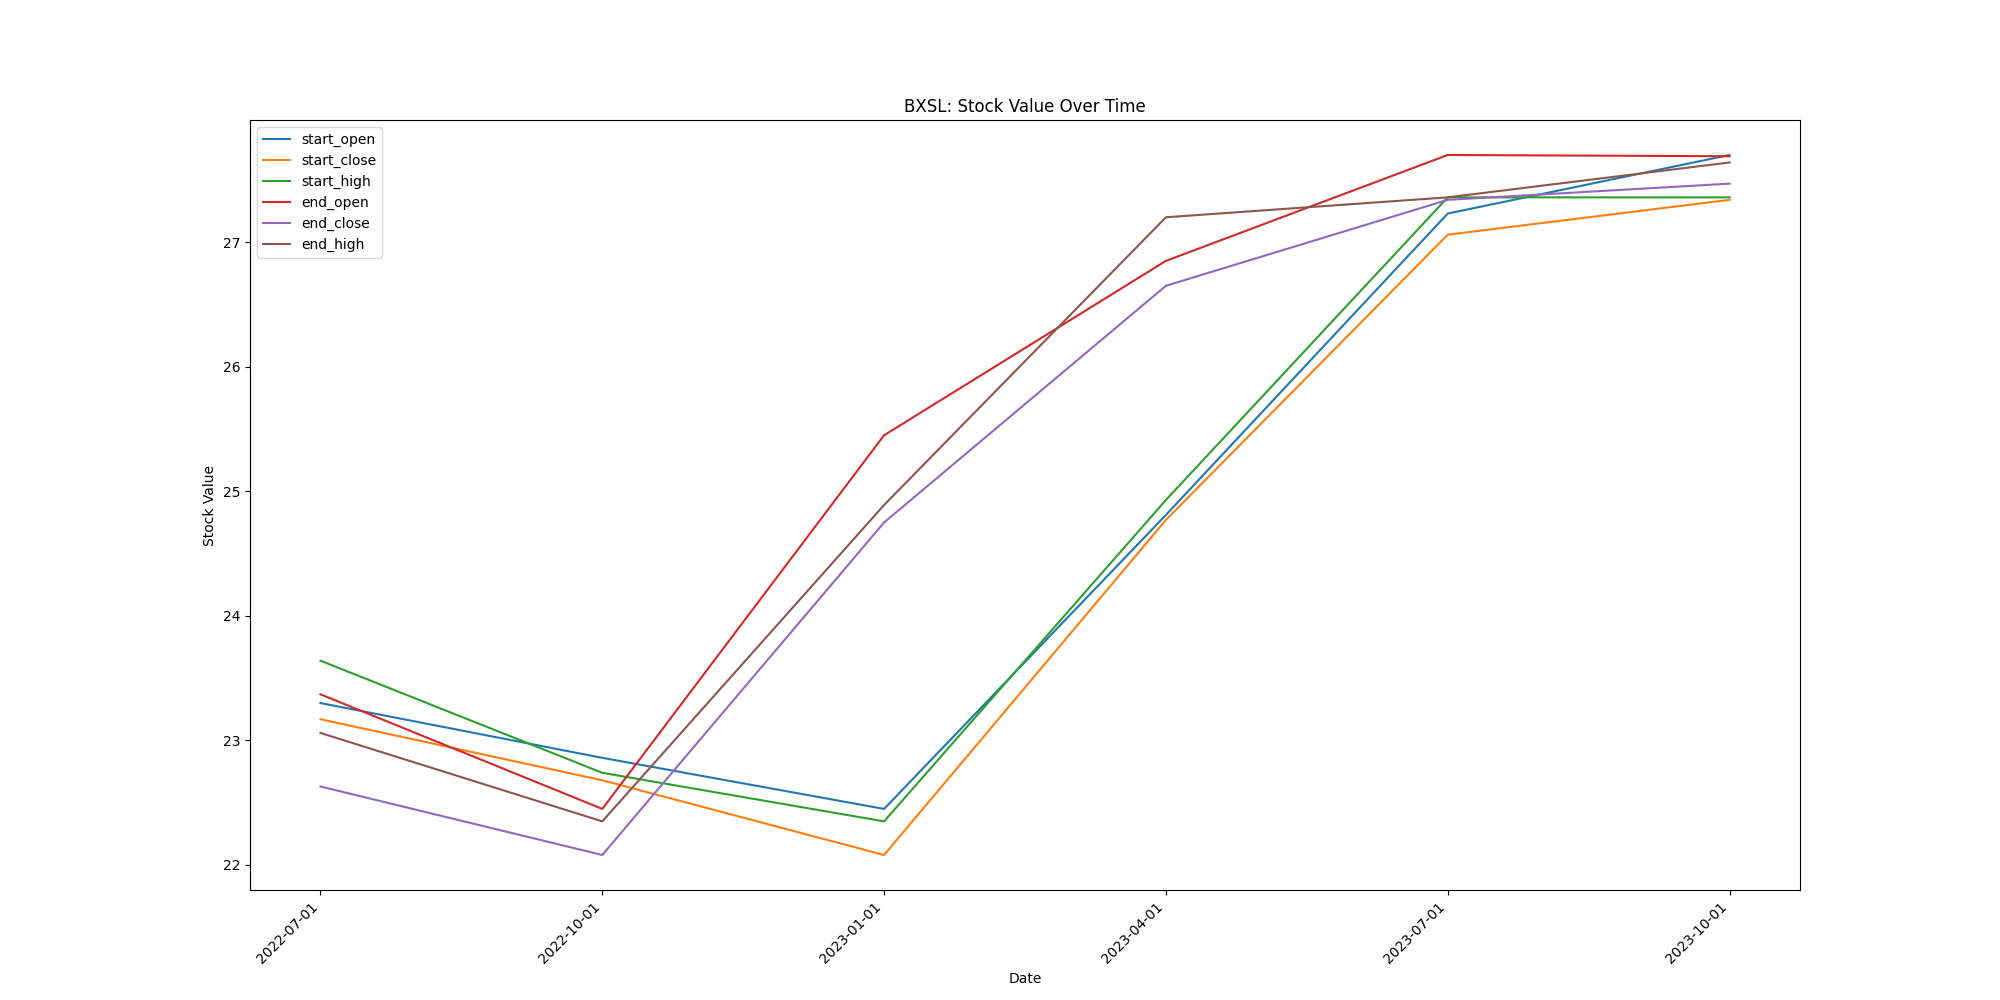 BXSL: Stock Value Over Time
start_open
start_close
start_high
end_open
end_close
end_high
Stock Value
27
26
25
24
23
22
2022-07-01
2022-10-01
2023-01-01
2023-04-01
2023-07-01
2023-10-01
Date